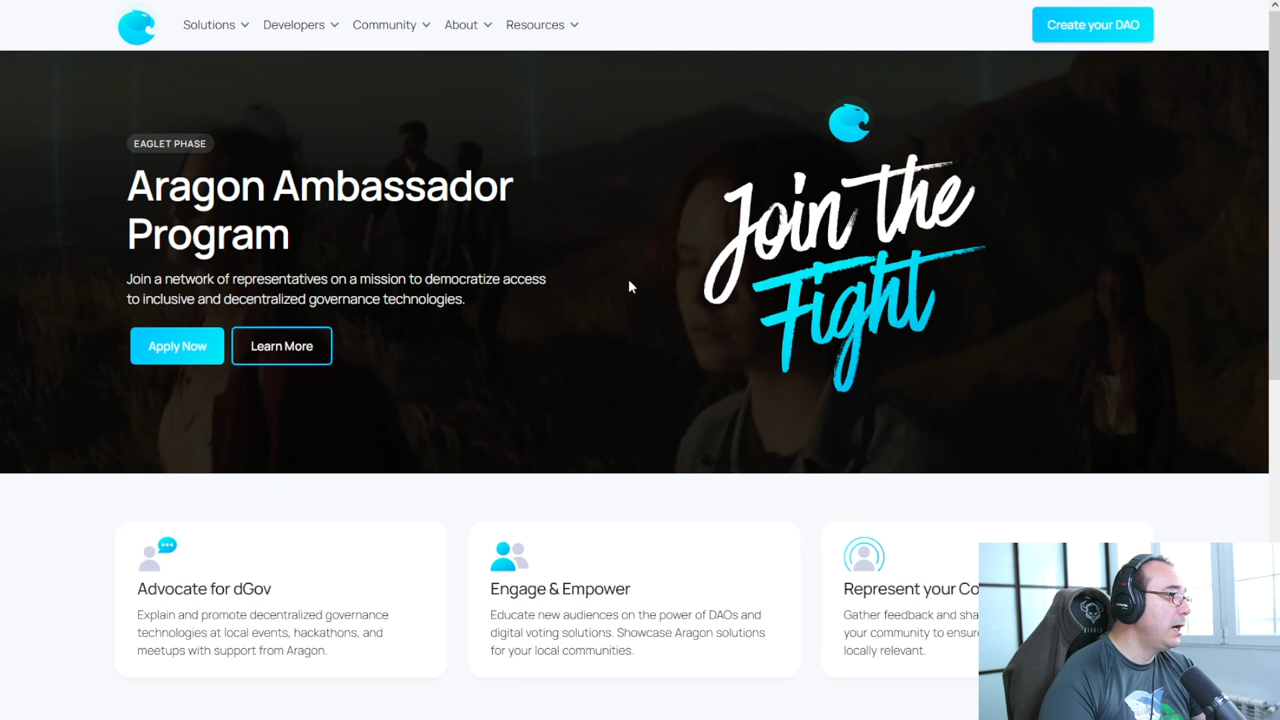 Solutions Developers Community About Resources Create your DAO
EAGLET PHASE
Aragon Ambassador
Program
Join a network of representatives on a mission to democratize access
to inclusive and decentralized governance technologies.
Apply Now Learn More
Join the
Fight
Advocate for dGov
Explain and promote decentralized governance
technologies at local events, hackathons, and
meetups with support from Aragon.
Engage & Empower
Educate new audiences on the power of DAOs and
digital voting solutions. Showcase Aragon solutions
for your local communities.
Represent your Co
Gather feedback and sha
your community to ensure
locally relevant.